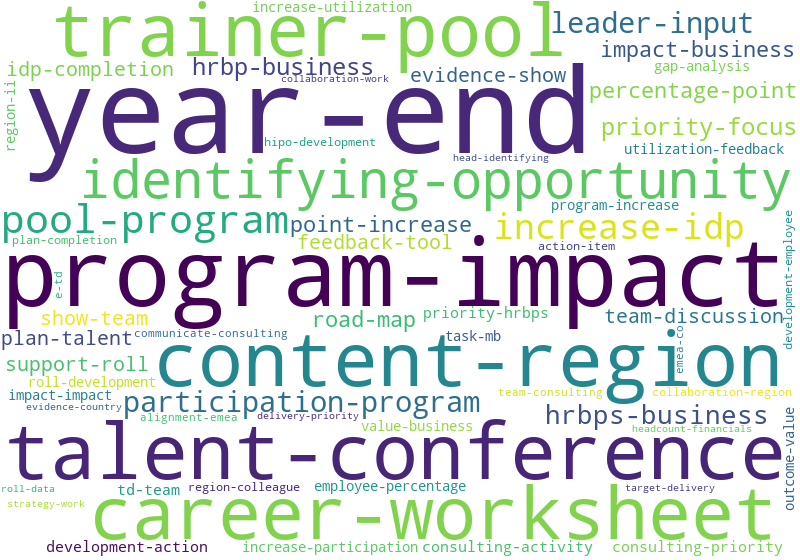 increase-utilization
trainer-pool
leader-input
impact-business
idp-completion
hrbp-business
evidence-show
gap-analysis
collaboration-work
region-ii
year-end
percentage-point
priority-focus
hipo-development
utilization-feedback
head-identifying
identifying-opportunity
program-increase
pool-program
point-increase
increase-idp
plan-completion
feedback-tool
action-item
development-employee
program-impact
e-td
show-team
road-map
priority-hrbps
team-discussion
plan-talent
communicate-consulting
task-mb
emea-co
content-region
support-roll
roll-development
impact-impact
participation-program
team-consulting
collaboration-region
evidence-country
alignment-emea
delivery-priority
hrbps-business
value-business
headcount-financials
outcome-value
talent-conference
roll-data
td-team
region-colleague
employee-percentage
target-delivery
strategy-work
career-worksheet
development-action
increase-participation
consulting-activity
consulting-priority